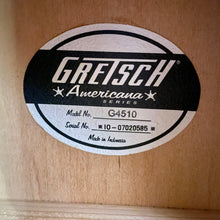 GRETSCH
Americana
SERIES
Model No. G4510
Serial No. *IO-07020585*
Made in Indonesia